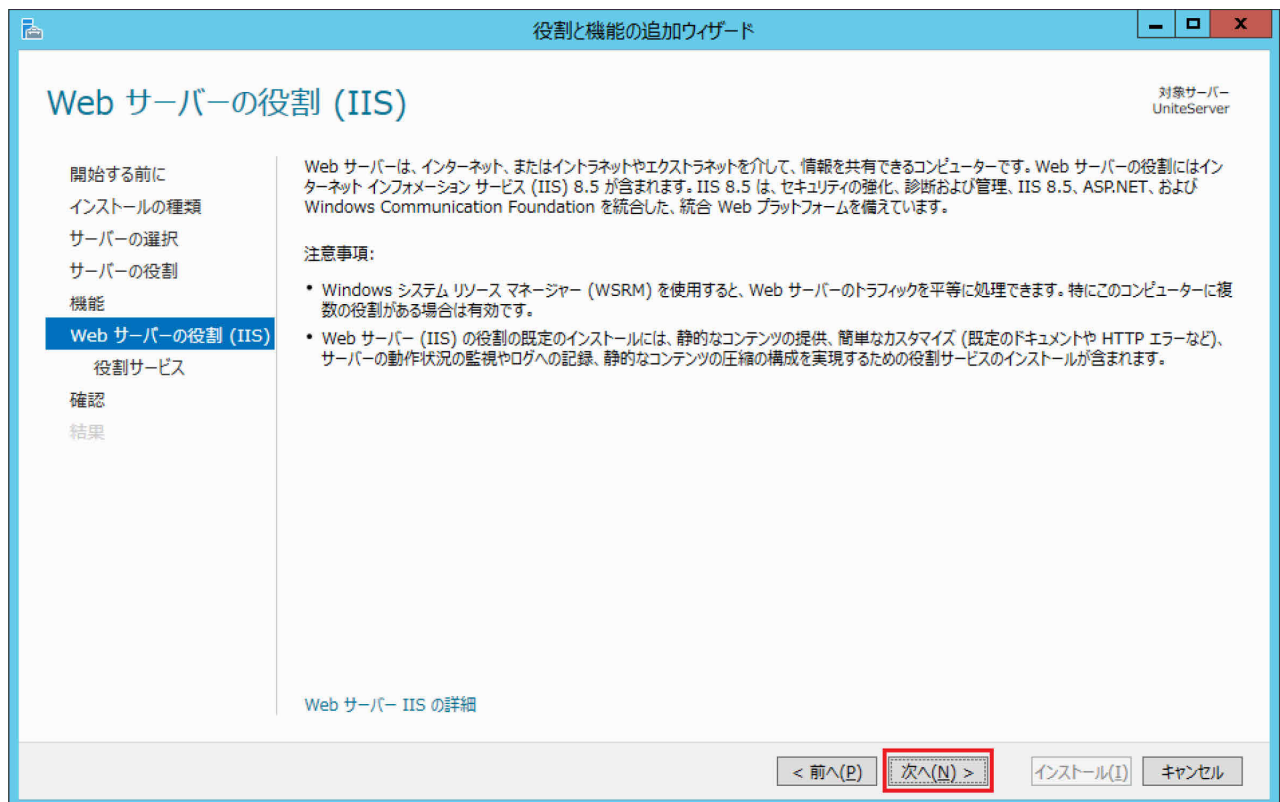 役割と機能の追加ウィザード
Web サーバーの役割 (IIS)
対象サーバー
UniteServer
開始する前に
インストールの種類
サーバーの選択
サーバーの役割
機能
Web サーバーの役割 (IIS)
役割サービス
確認
結果
Web サーバーは、インターネット、またはイントラネットやエクストラネットを介して、情報を共有できるコンピューターです。Web サーバーの役割にはイン
ターネット インフォメーション サービス (IIS) 8.5 が含まれます。IIS 8.5 は、セキュリティの強化、診断および管理、IIS 8.5、ASP.NET、および
Windows Communication Foundation を統合した、統合 Web プラットフォームを備えています。
注意事項:
• Windows システム リソース マネージャー (WSRM) を使用すると、Web サーバーのトラフィックを平等に処理できます。特にこのコンピューターに複
数の役割がある場合は有効です。
• Web サーバー (IIS) の役割の既定のインストールには、静的なコンテンツの提供、簡単なカスタマイズ (既定のドキュメントや HTTP エラーなど)、
サーバーの動作状況の監視やログへの記録、静的なコンテンツの圧縮の構成を実現するための役割サービスのインストールが含まれます。
Web サーバー IIS の詳細
< 前へ(P)
次へ(N) >
インストール(I)
キャンセル